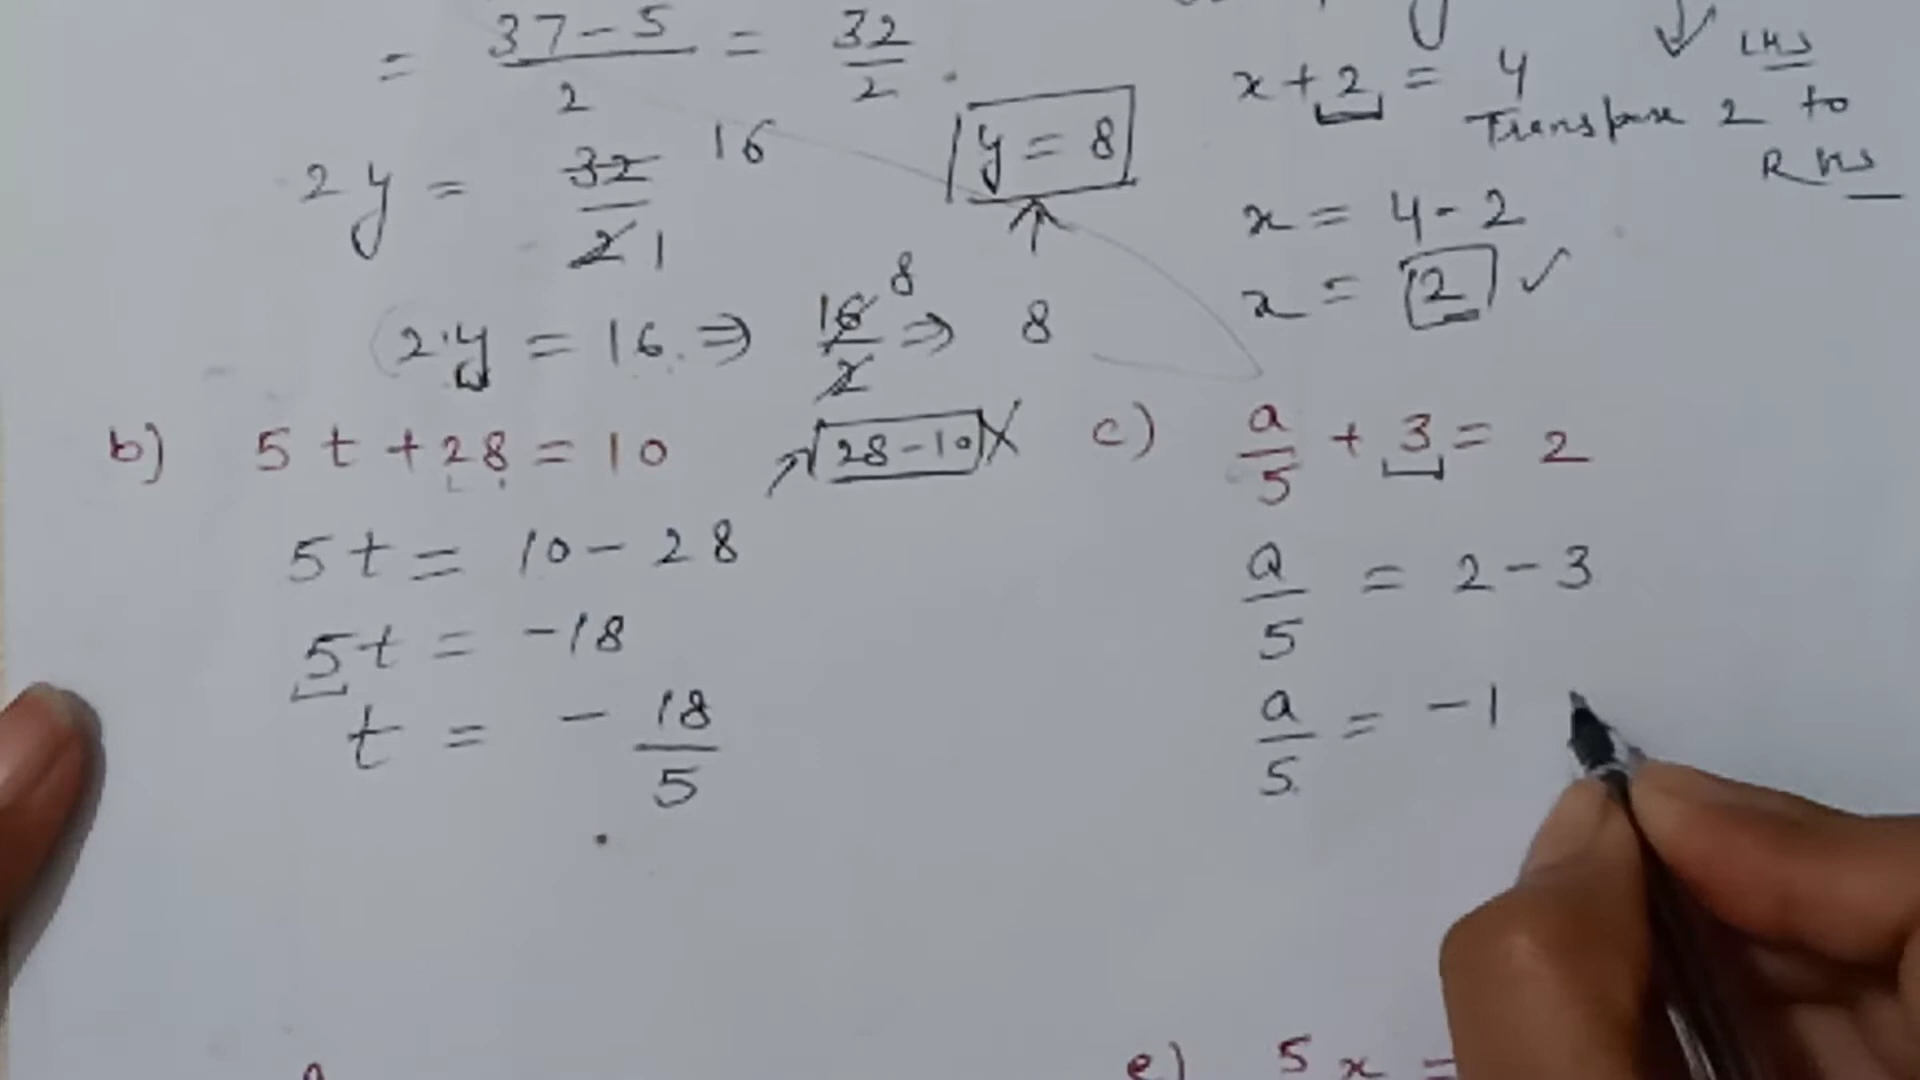 = 37-5/2 = 32/2
2y = 32/2 16 1
y = 8
2.y = 16 ⇒ 16/2 8 ⇒ 8
LHS
x + 2 = 4
Transpose 2 to
RHS
x = 4-2
x = 2 ✓
b) 5t + 28 = 10
28-10 X
5t = 10 - 28
5t = -18
t = - 18/5
c) a/5 + 3 = 2
a/5 = 2 - 3
a/5 = -1
e) 5x =